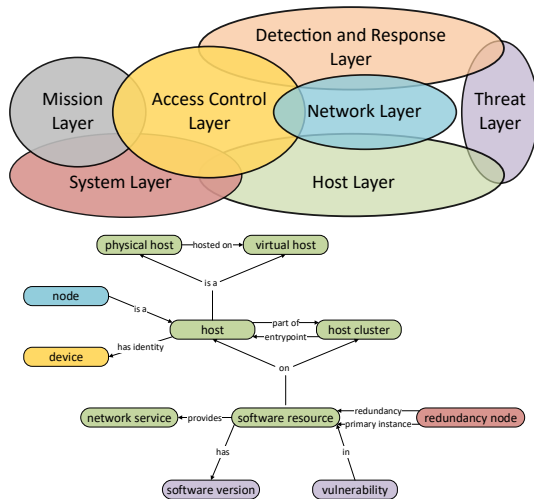 Detection and Response
Layer
Mission
Layer
Access Control
Layer
Network Layer
Threat
Layer
System Layer
Host Layer
physical host
hosted on
virtual host
is a
node
is a
host
part of
entrypoint
host cluster
has identity
device
on
network service
provides
software resource
redundancy
primary instance
redundancy node
has
in
software version
vulnerability